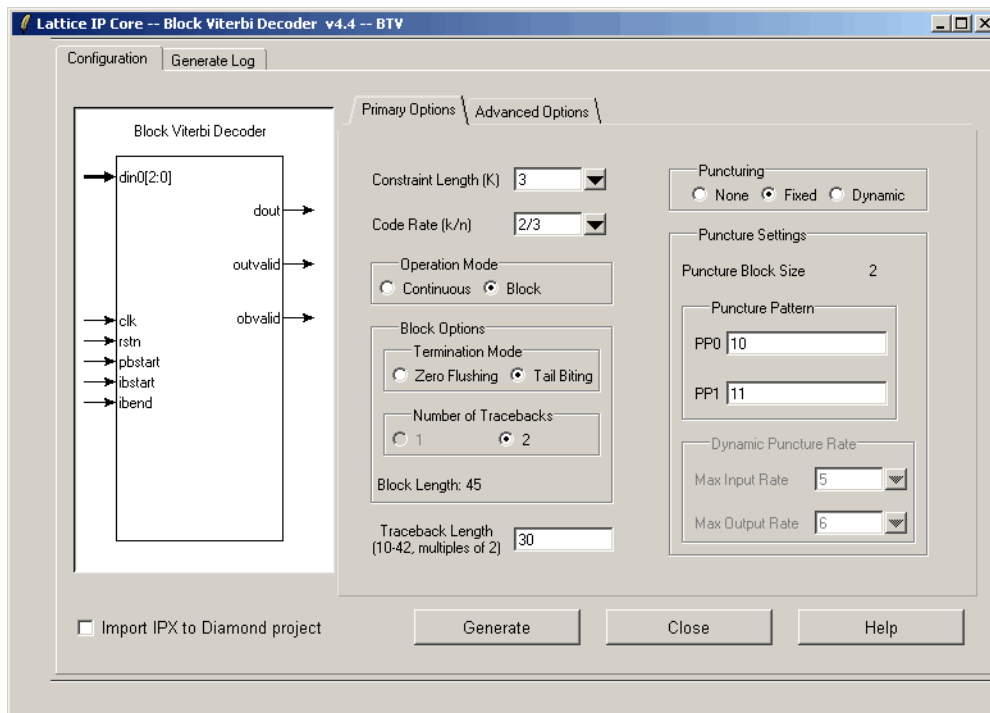 Lattice IP Core -- Block Viterbi Decoder v4.4 -- BTV
Configuration
Generate Log
Block Viterbi Decoder
din0[2:0]
dout
outvalid
obvalid
clk
rstn
pbstart
ibstart
ibend
Primary Options
Advanced Options
Constraint Length (K) 3
Code Rate (k/n) 2/3
Operation Mode
Continuous Block
Block Options
Termination Mode
Zero Flushing Tail Biting
Number of Tracebacks
1 2
Block Length: 45
Traceback Length
(10-42, multiples of 2) 30
Puncturing
None Fixed Dynamic
Puncture Settings
Puncture Block Size 2
Puncture Pattern
PP0 10
PP1 11
Dynamic Puncture Rate
Max Input Rate 5
Max Output Rate 6
Import IPX to Diamond project
Generate Close Help